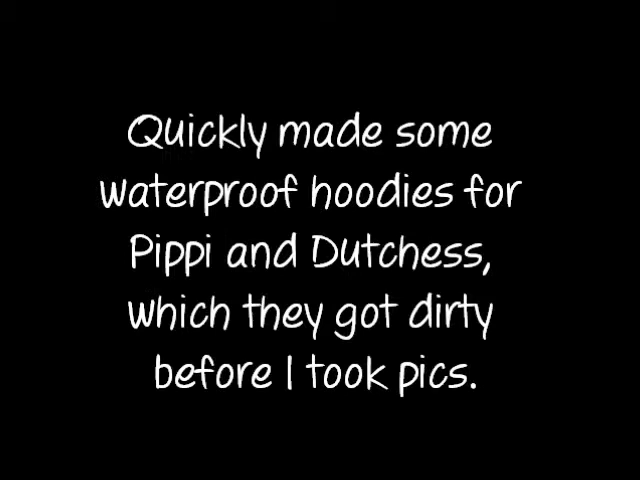 Quickly made some
waterproof hoodies for
Pippi and Dutchess,
which they got dirty
before I took pics.